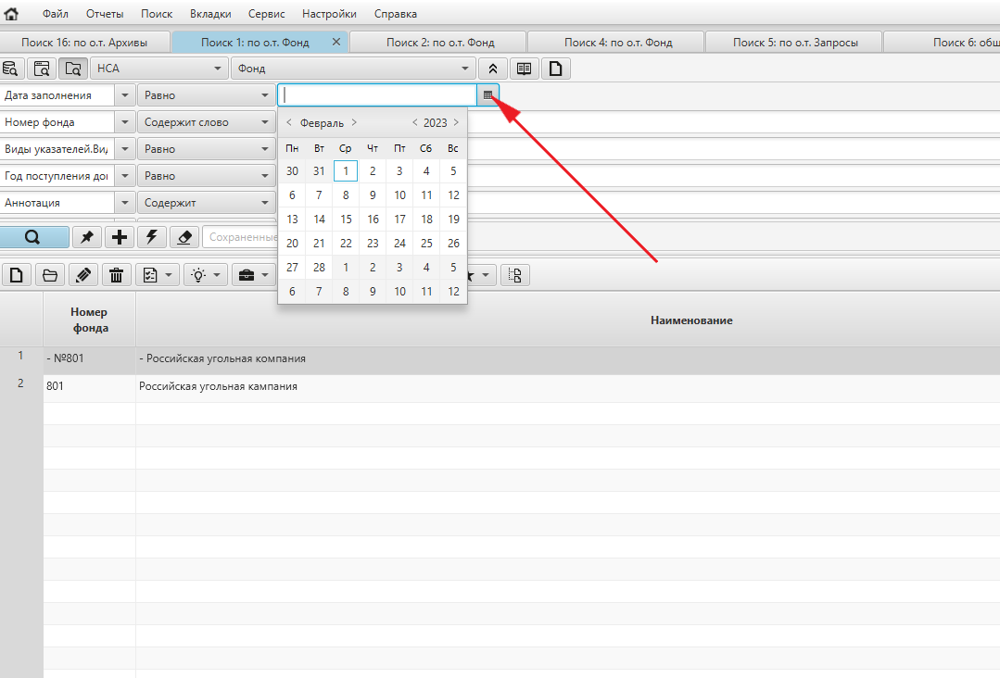 Файл Отчеты Поиск Вкладки Сервис Настройки Справка
Поиск 16: по о.т. Архивы Поиск 1: по о.т. Фонд Поиск 2: по о.т. Фонд Поиск 4: по о.т. Фонд Поиск 5: по о.т. Запросы Поиск 6: общ
НСА Фонд
Дата заполнения Равно
Номер фонда Содержит слово
Виды указателей.Ви Равно
Год поступления до Равно
Аннотация Содержит
Февраль 2023
Пн Вт Ср Чт Пт Сб Вс
30 31 1 2 3 4 5
6 7 8 9 10 11 12
13 14 15 16 17 18 19
20 21 22 23 24 25 26
27 28 1 2 3 4 5
6 7 8 9 10 11 12
Сохраненные
Номер
фонда
Наименование
1 - №801 - Российская угольная компания
2 801 Российская угольная кампания